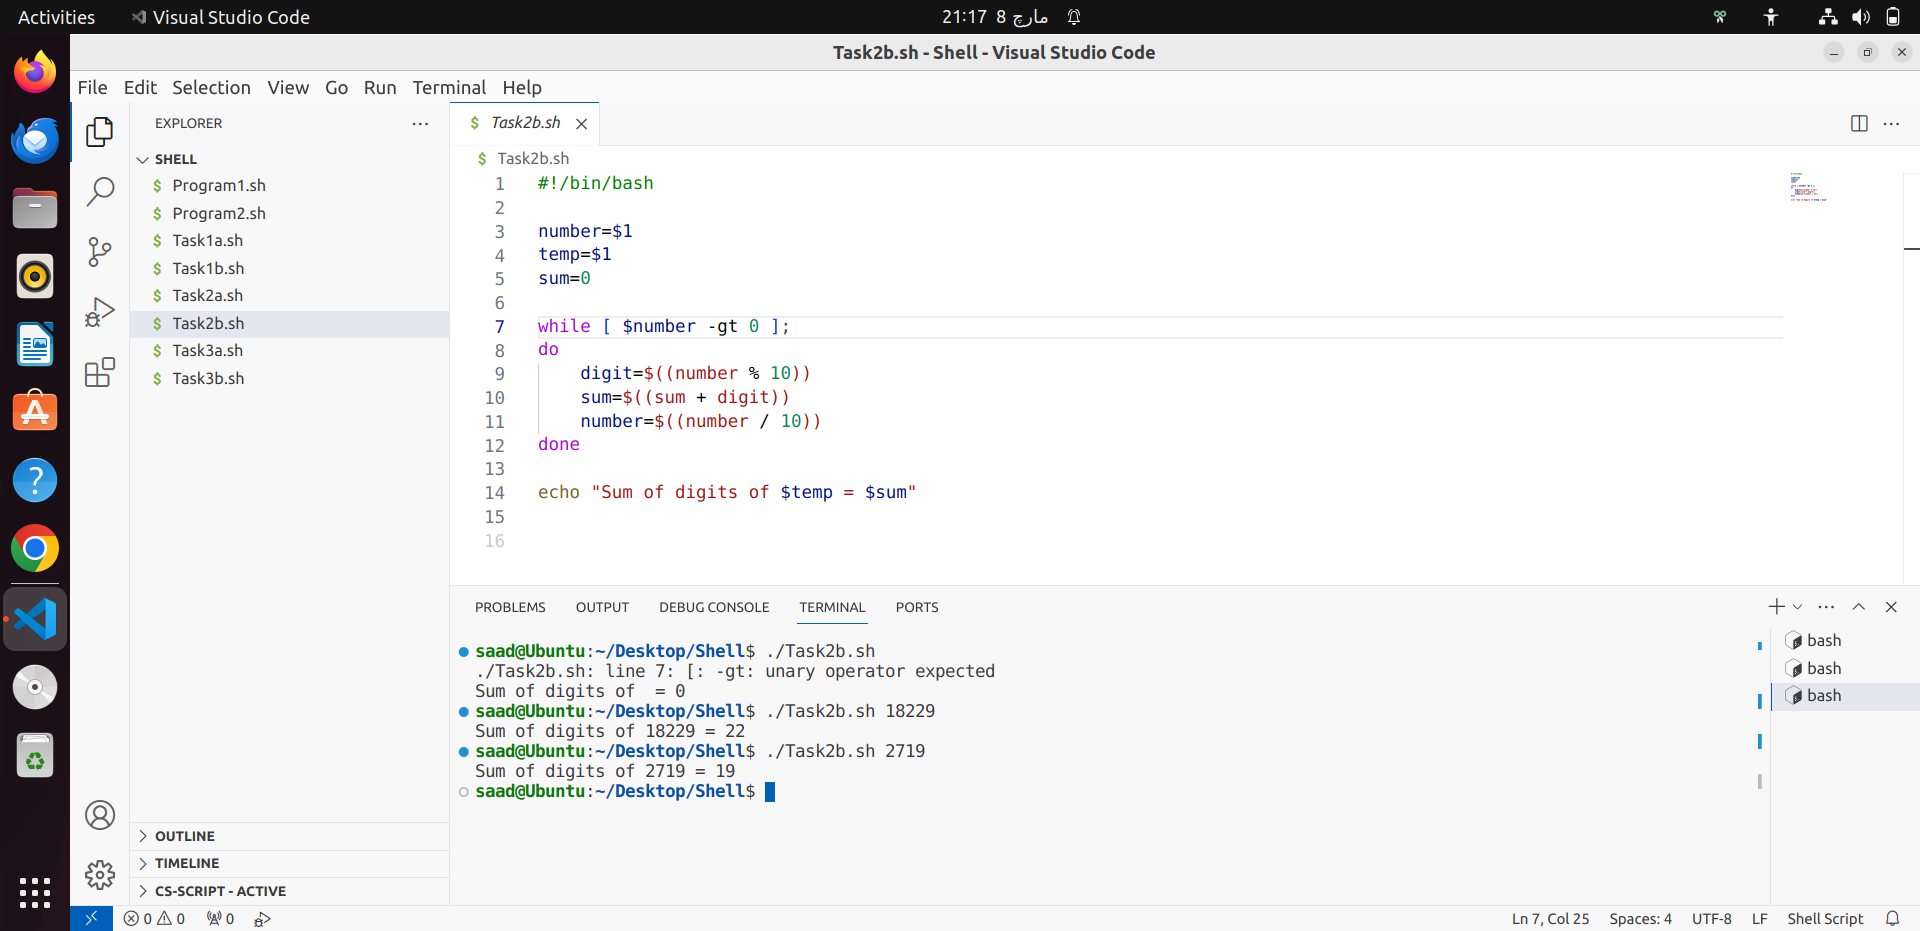 Activities
Visual Studio Code
21:17 8 مارچ
Task2b.sh - Shell - Visual Studio Code
File Edit Selection View Go Run Terminal Help
EXPLORER
SHELL
$ Program1.sh
$ Program2.sh
$ Task1a.sh
$ Task1b.sh
$ Task2a.sh
$ Task2b.sh
$ Task3a.sh
$ Task3b.sh
OUTLINE
TIMELINE
CS-SCRIPT - ACTIVE
$ Task2b.sh
$ Task2b.sh
1 #!/bin/bash
2
3 number=$1
4 temp=$1
5 sum=0
6
7 while [ $number -gt 0 ];
8 do
9 digit=$((number % 10))
10 sum=$((sum + digit))
11 number=$((number / 10))
12 done
13
14 echo "Sum of digits of $temp = $sum"
15
16
PROBLEMS OUTPUT DEBUG CONSOLE TERMINAL PORTS
saad@Ubuntu:~/Desktop/Shell$ ./Task2b.sh
./Task2b.sh: line 7: [: -gt: unary operator expected
Sum of digits of  = 0
saad@Ubuntu:~/Desktop/Shell$ ./Task2b.sh 18229
Sum of digits of 18229 = 22
saad@Ubuntu:~/Desktop/Shell$ ./Task2b.sh 2719
Sum of digits of 2719 = 19
saad@Ubuntu:~/Desktop/Shell$
bash
bash
bash
0 0 0
Ln 7, Col 25 Spaces: 4 UTF-8 LF Shell Script